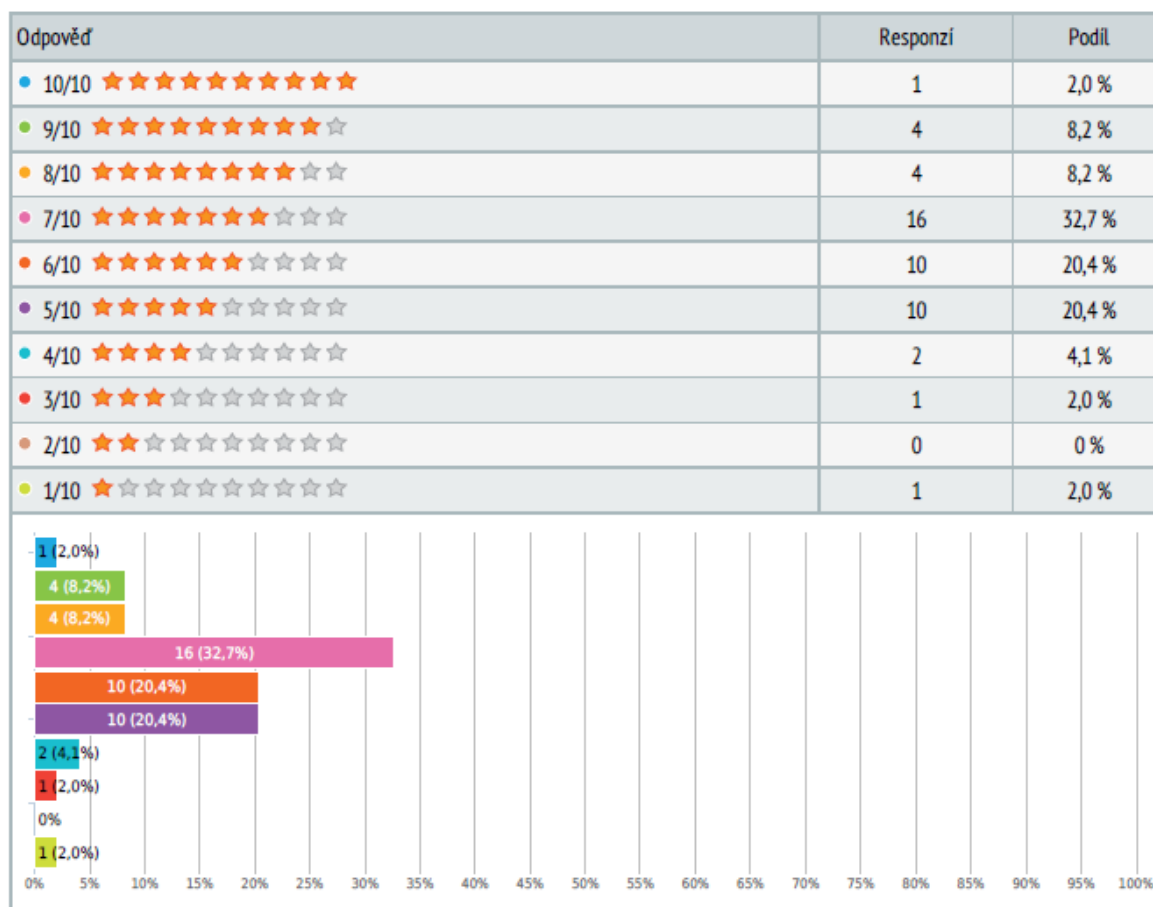 Odpověď Responzí Podíl
10/10 1 2,0 %
9/10 4 8,2 %
8/10 4 8,2 %
7/10 16 32,7 %
6/10 10 20,4 %
5/10 10 20,4 %
4/10 2 4,1 %
3/10 1 2,0 %
2/10 0 0 %
1/10 1 2,0 %
1 (2,0%)
4 (8,2%)
4 (8,2%)
16 (32,7%)
10 (20,4%)
10 (20,4%)
2 (4,1%)
1 (2,0%)
0%
1 (2,0%)
0% 5% 10% 15% 20% 25% 30% 35% 40% 45% 50% 55% 60% 65% 70% 75% 80% 85% 90% 95% 100%